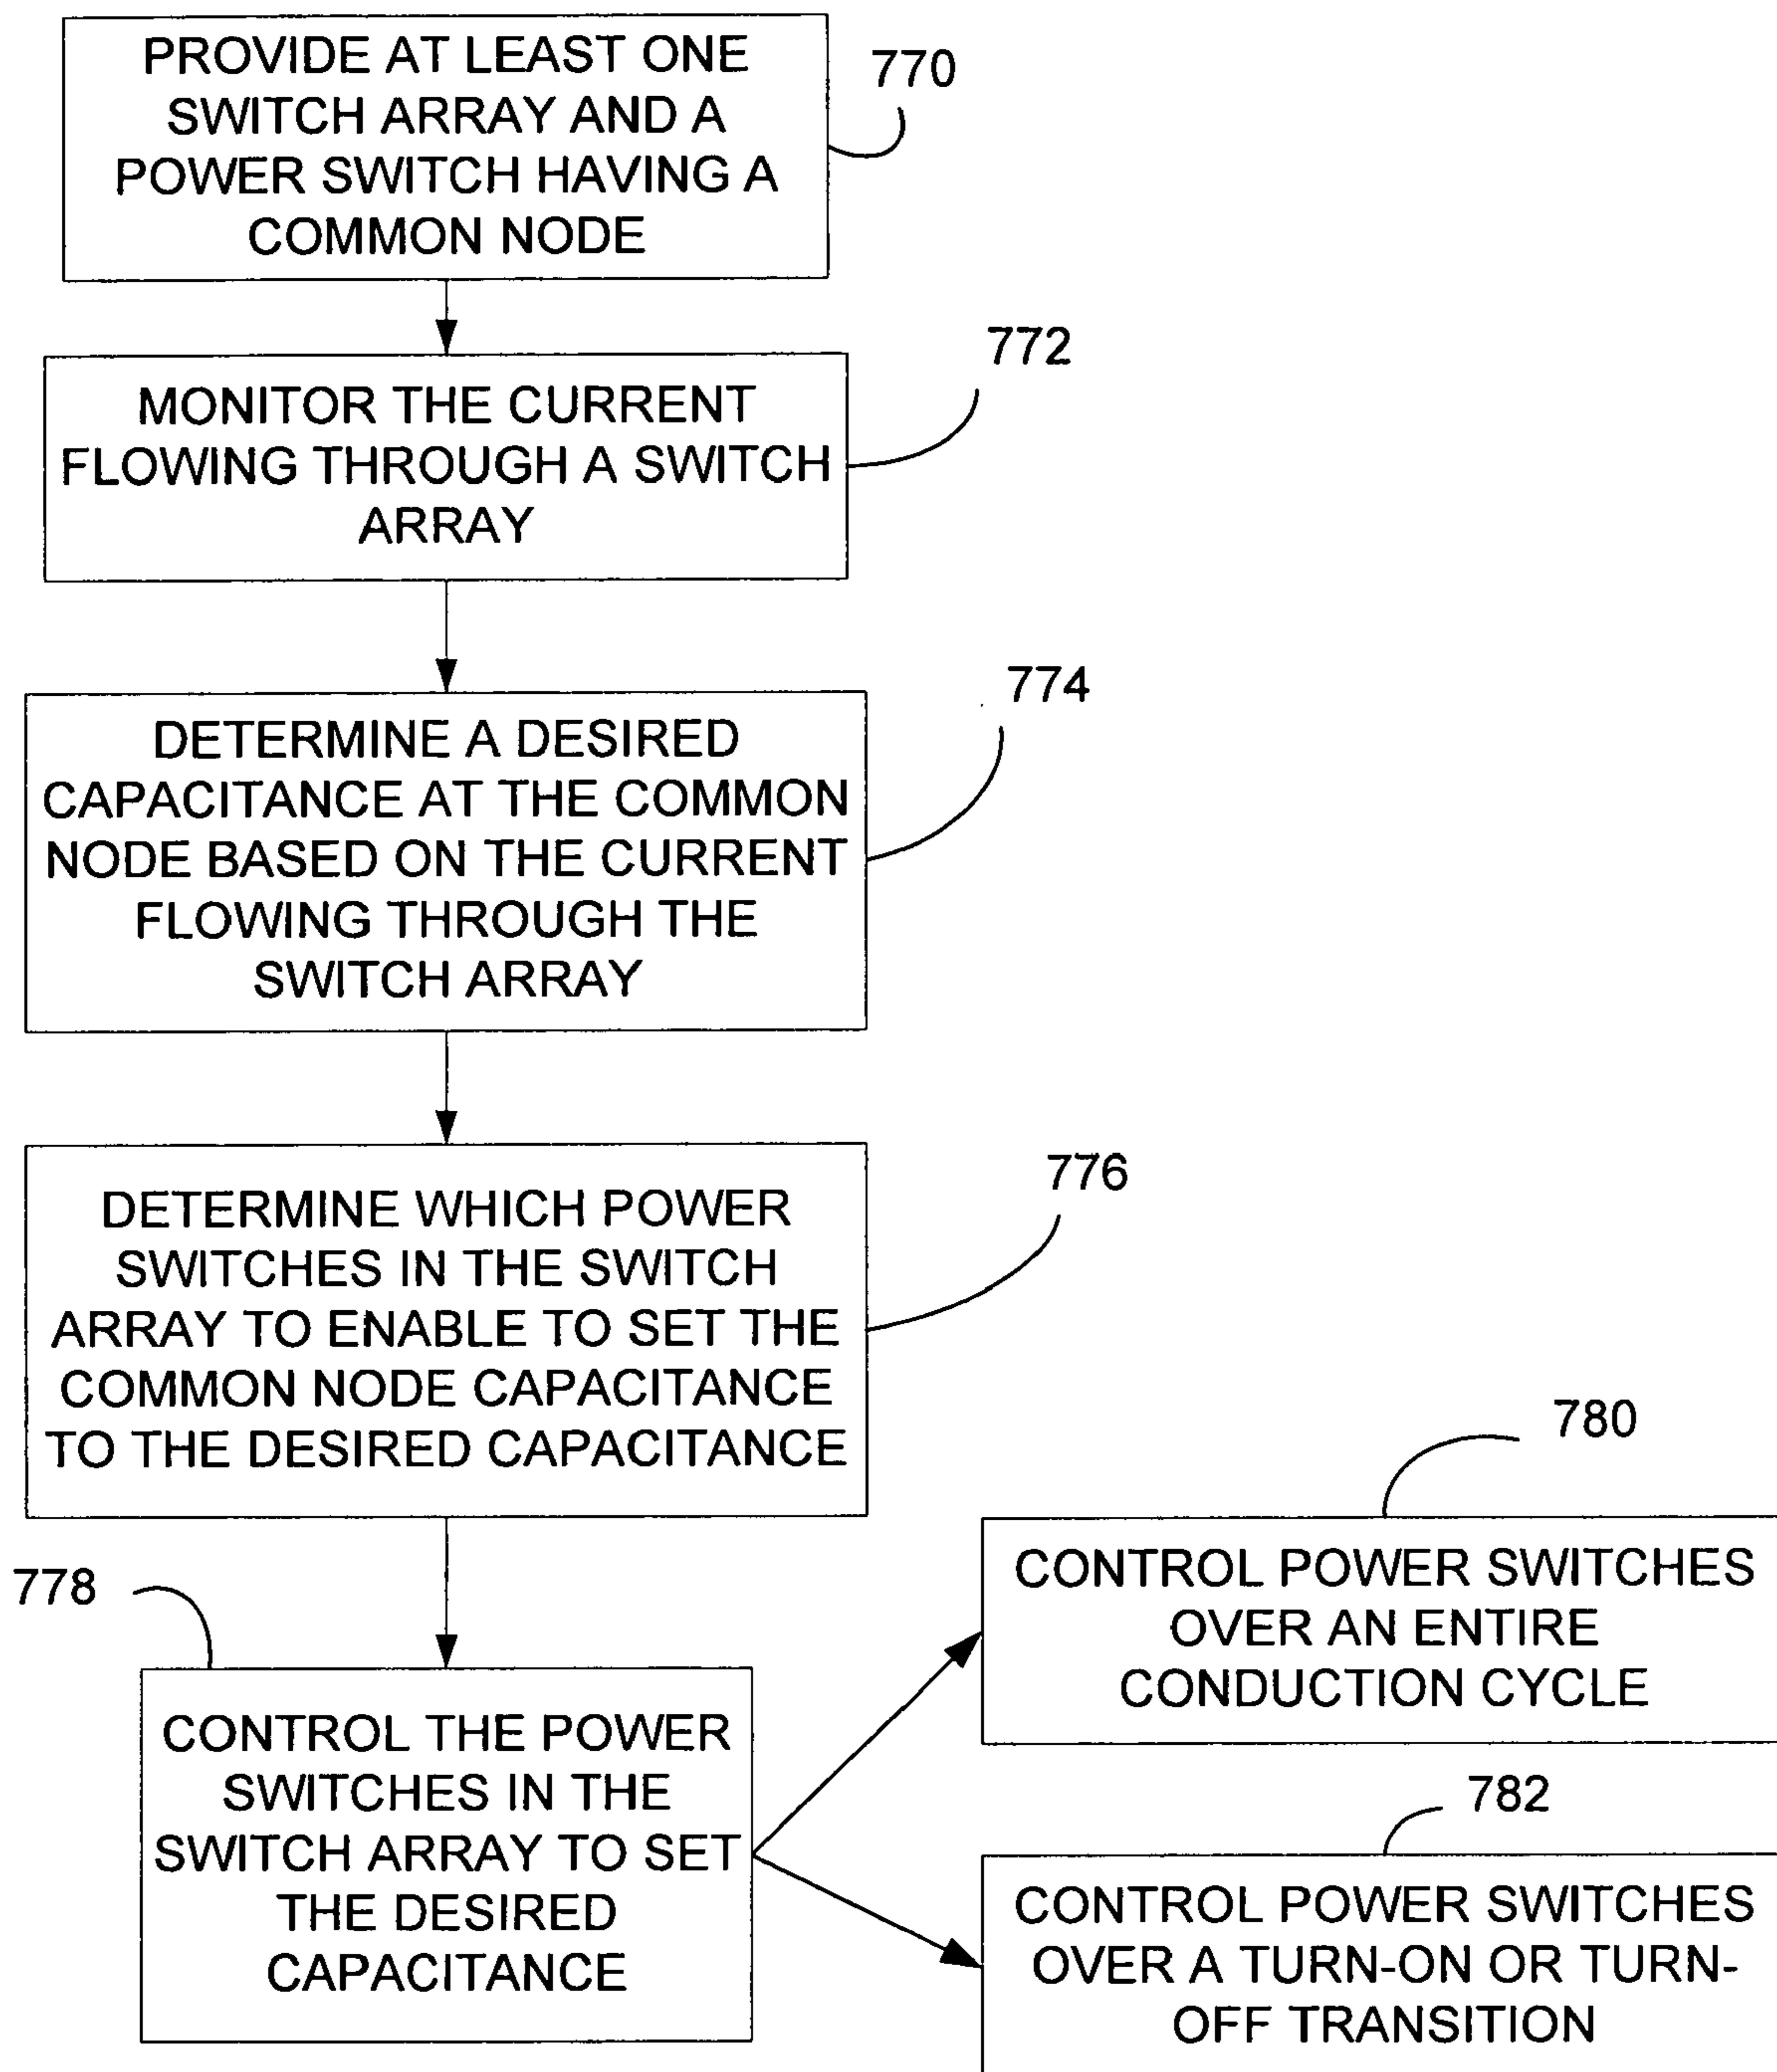 PROVIDE AT LEAST ONE
SWITCH ARRAY AND A
POWER SWITCH HAVING A
COMMON NODE
770
MONITOR THE CURRENT
FLOWING THROUGH A SWITCH
ARRAY
772
DETERMINE A DESIRED
CAPACITANCE AT THE COMMON
NODE BASED ON THE CURRENT
FLOWING THROUGH THE
SWITCH ARRAY
774
DETERMINE WHICH POWER
SWITCHES IN THE SWITCH
ARRAY TO ENABLE TO SET THE
COMMON NODE CAPACITANCE
TO THE DESIRED CAPACITANCE
776
778
CONTROL THE POWER
SWITCHES IN THE
SWITCH ARRAY TO SET
THE DESIRED
CAPACITANCE
780
CONTROL POWER SWITCHES
OVER AN ENTIRE
CONDUCTION CYCLE
782
CONTROL POWER SWITCHES
OVER A TURN-ON OR TURN-
OFF TRANSITION